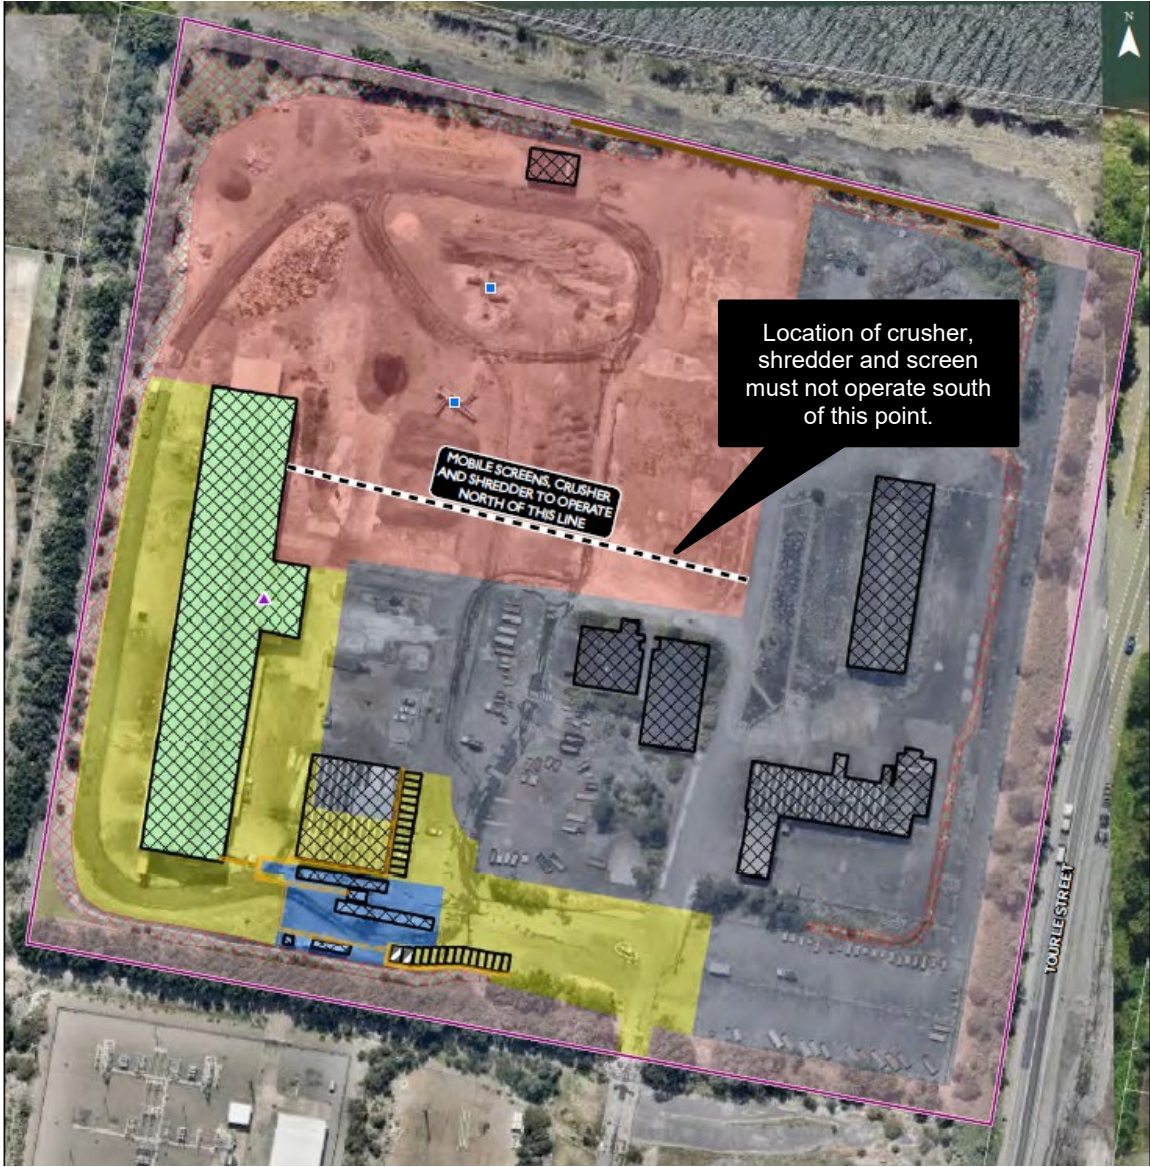 N
Location of crusher,
shredder and screen
must not operate south
of this point.
MOBILE SCREENS, CRUSHER
AND SHREDDER TO OPERATE
NORTH OF THIS LINE
TOURLE STREET